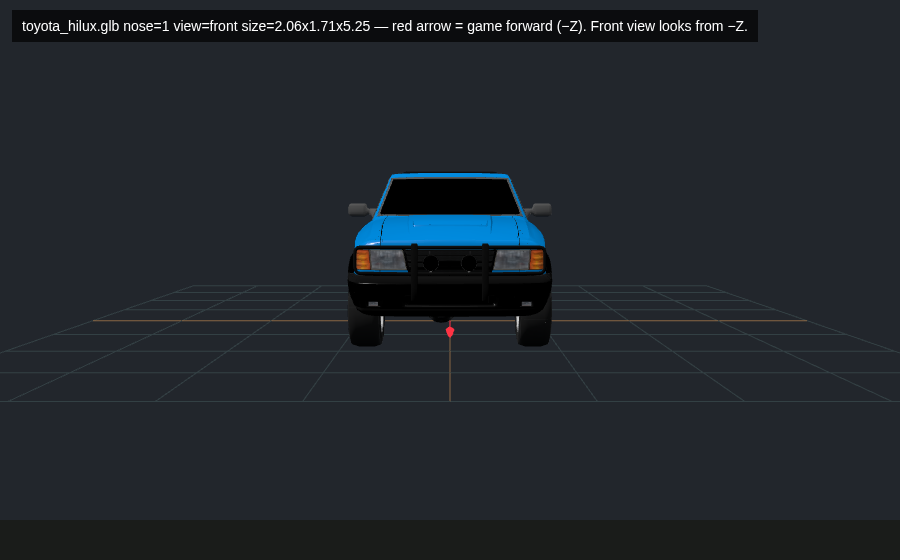 toyota_hilux.glb nose=1 view=front size=2.06x1.71x5.25 — red arrow = game forward (−Z). Front view looks from −Z.